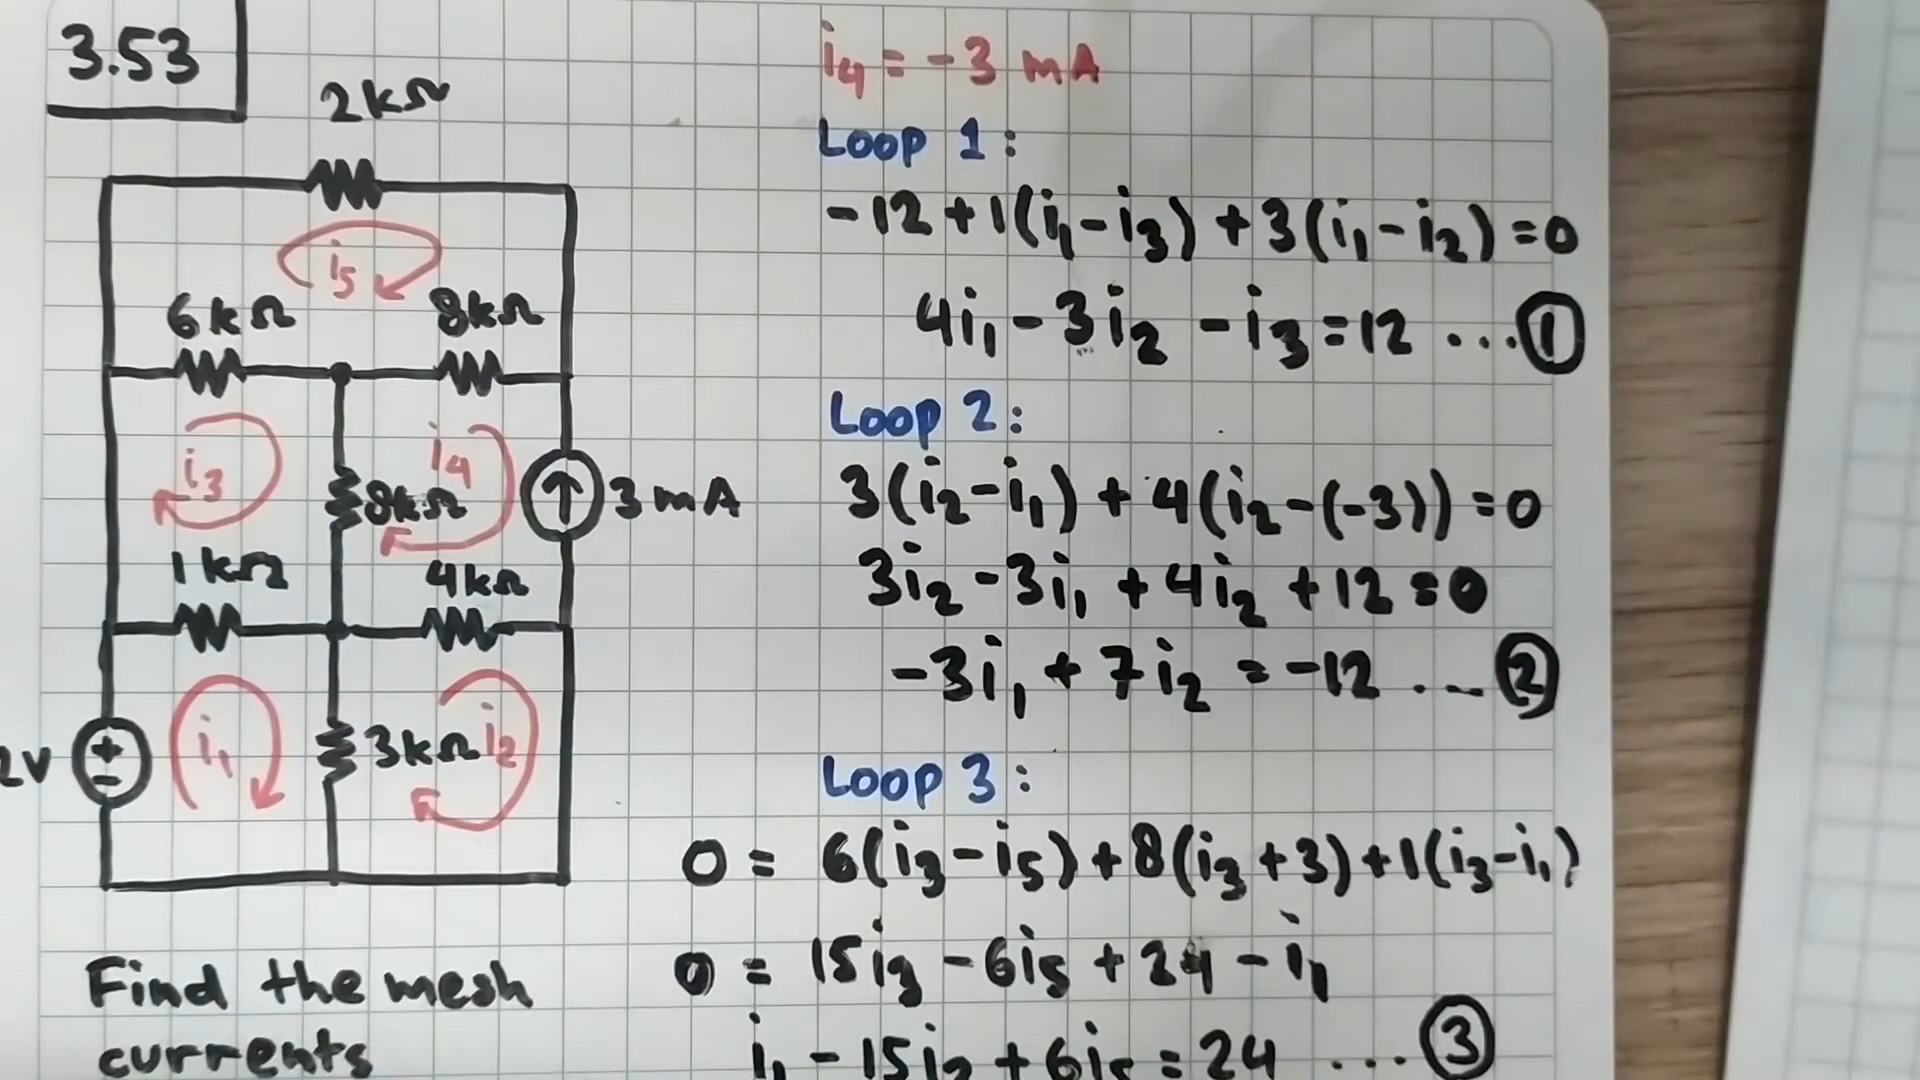 3.53
2kΩ
i5
6kΩ 8kΩ
i3 i4
8kΩ 3mA
1kΩ 4kΩ
2V + - i1 3kΩ i2
Find the mesh
currents
i4 = -3 mA
Loop 1:
-12+1(i1-i3)+3(i1-i2)=0
4i1-3i2-i3=12 ...①
Loop 2:
3(i2-i1)+4(i2-(-3))=0
3i2-3i1+4i2+12=0
-3i1+7i2=-12 ...②
Loop 3:
0=6(i3-i5)+8(i3+3)+1(i3-i1)
0=15i3-6i5+24-i1
i1-15i3+6i5=24 ...③